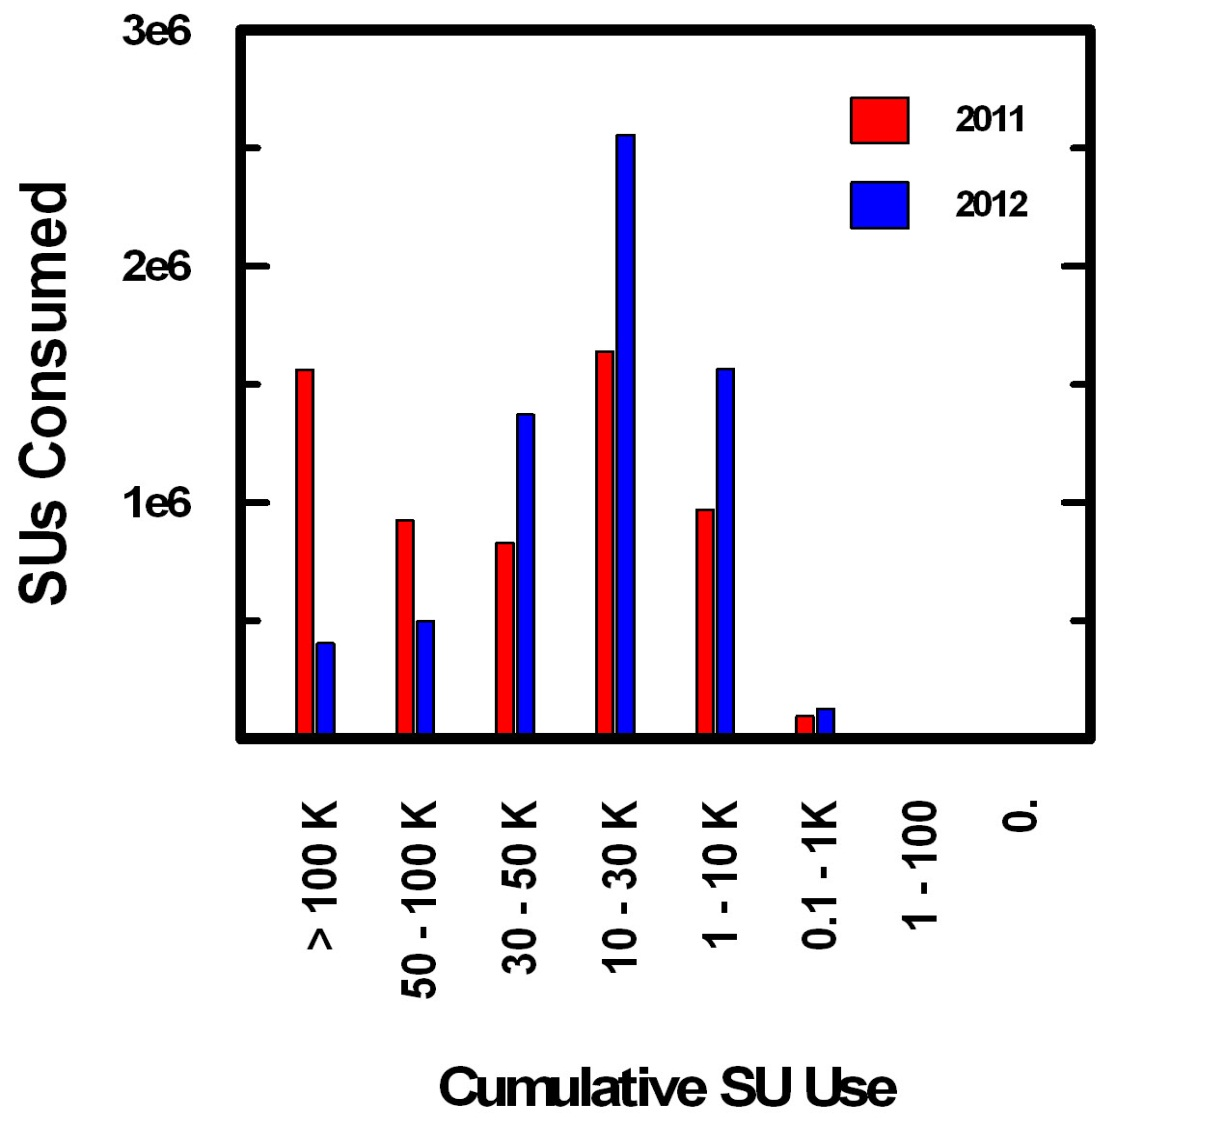 3e6
2e6
1e6
SUs Consumed
2011
2012
> 100 K
50 - 100 K
30 - 50 K
10 - 30 K
1 - 10 K
0.1 - 1K
1 - 100
0.
Cumulative SU Use